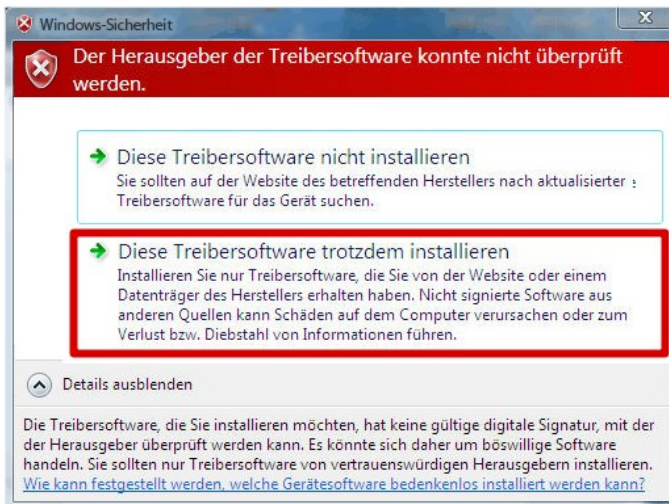 Windows-Sicherheit
Der Herausgeber der Treibersoftware konnte nicht überprüft
werden.
Diese Treibersoftware nicht installieren
Sie sollten auf der Website des betreffenden Herstellers nach aktualisierter
Treibersoftware für das Gerät suchen.
Diese Treibersoftware trotzdem installieren
Installieren Sie nur Treibersoftware, die Sie von der Website oder einem
Datenträger des Herstellers erhalten haben. Nicht signierte Software aus
anderen Quellen kann Schäden auf dem Computer verursachen oder zum
Verlust bzw. Diebstahl von Informationen führen.
Details ausblenden
Die Treibersoftware, die Sie installieren möchten, hat keine gültige digitale Signatur, mit der
der Herausgeber überprüft werden kann. Es könnte sich daher um böswillige Software
handeln. Sie sollten nur Treibersoftware von vertrauenswürdigen Herausgebern installieren.
Wie kann festgestellt werden, welche Gerätesoftware bedenkenlos installiert werden kann?